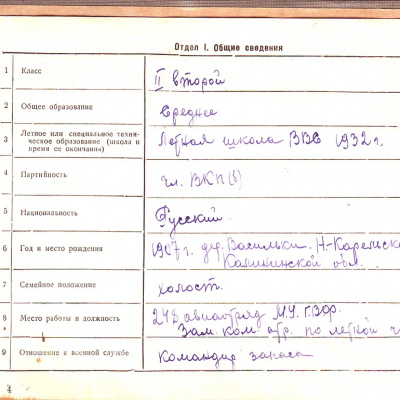 Отдел I. Общие сведения
1 Класс II второй
2 Общее образование Среднее
3 Летное или специальное техни-
ческое образование (школа и
время ее окончания) Летная школа ВВС 1932 г.
4 Партийность чл. ВКП(б)
5 Национальность Русский.
6 Год и место рождения 1907 г. дер. Васильки. Н-Карельск
Калининской обл.
7 Семейное положение холост.
8 Место работы и должность 248 авиаотряд М.У. ГВФ.
Зам. ком. отр. по летной ч
9 Отношение к военной службе Командир запаса
4